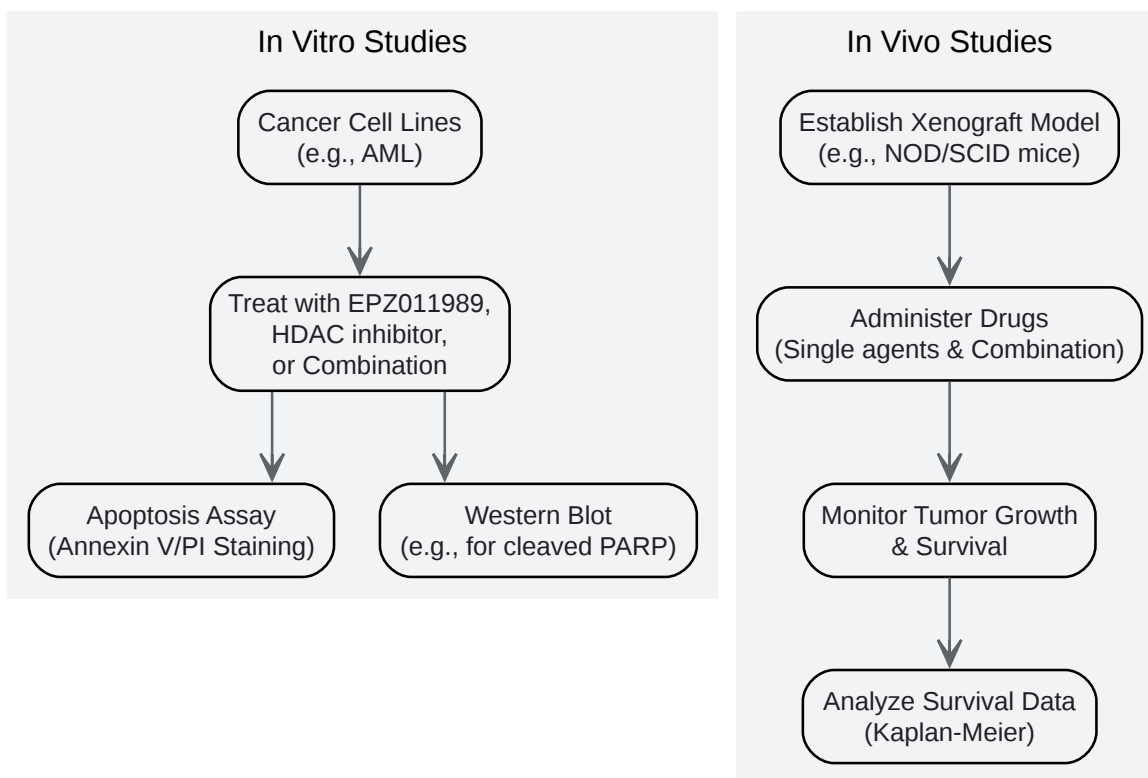 In Vitro Studies
Cancer Cell Lines
(e.g., AML)
Treat with EPZ011989,
HDAC inhibitor,
or Combination
Apoptosis Assay
(Annexin V/PI Staining)
Western Blot
(e.g., for cleaved PARP)
In Vivo Studies
Establish Xenograft Model
(e.g., NOD/SCID mice)
Administer Drugs
(Single agents & Combination)
Monitor Tumor Growth
& Survival
Analyze Survival Data
(Kaplan-Meier)